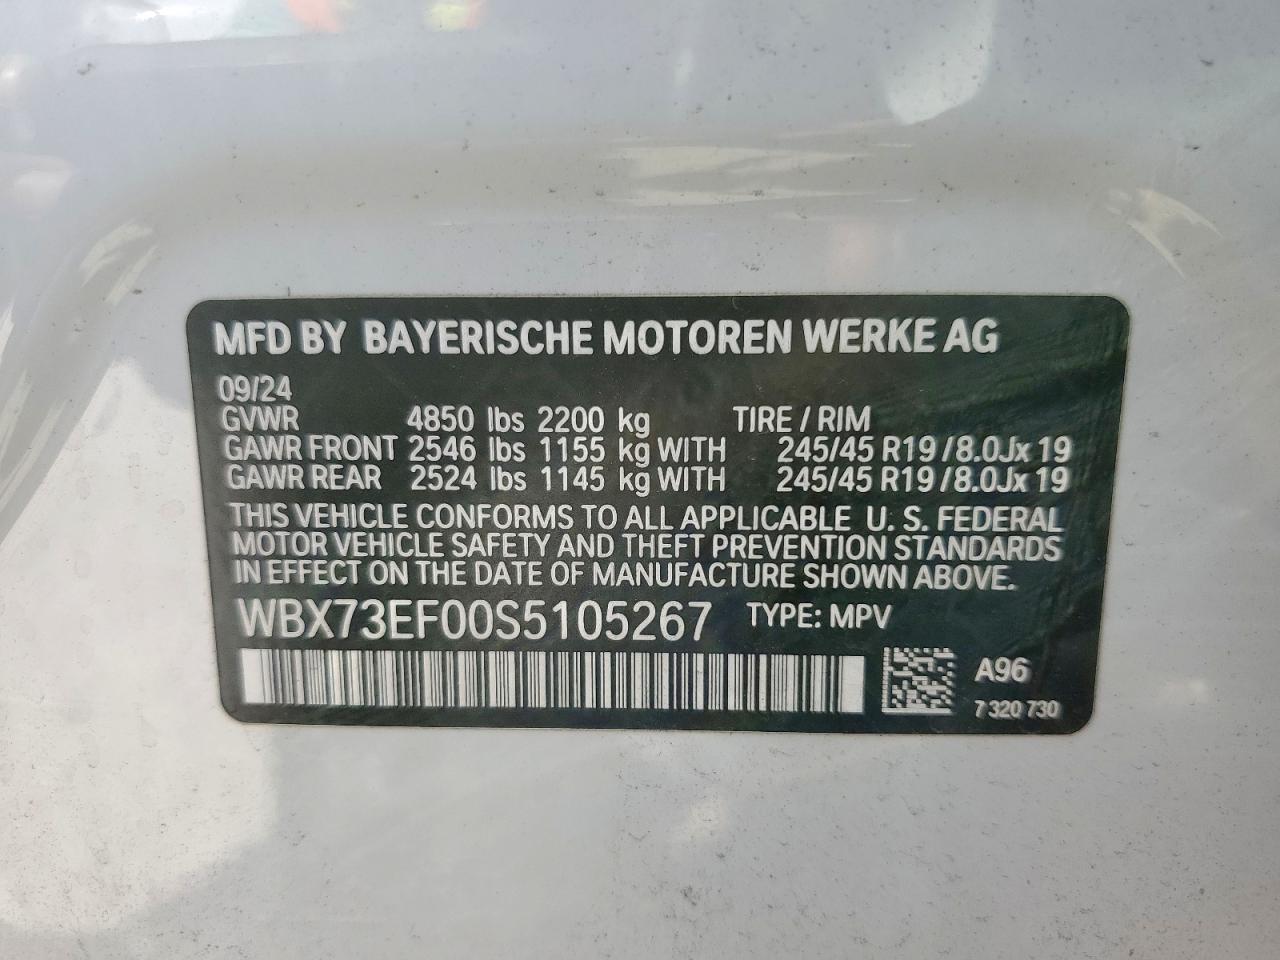 MFD BY BAYERISCHE MOTOREN WERKE AG
09/24
GVWR 4850 lbs 2200 kg TIRE / RIM
GAWR FRONT 2546 lbs 1155 kg WITH 245/45 R19 /8.0Jx 19
GAWR REAR 2524 lbs 1145 kg WITH 245/45 R19 /8.0Jx 19
THIS VEHICLE CONFORMS TO ALL APPLICABLE U. S. FEDERAL
MOTOR VEHICLE SAFETY AND THEFT PREVENTION STANDARDS
IN EFFECT ON THE DATE OF MANUFACTURE SHOWN ABOVE.
WBX73EF00S5105267 TYPE: MPV
A96
7 320 730